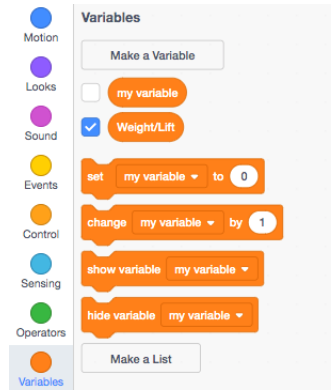 Motion
Looks
Sound
Events
Control
Sensing
Operators
Variables
Variables
Make a Variable
my variable
Weight/Lift
set my variable to 0
change my variable by 1
show variable my variable
hide variable my variable
Make a List